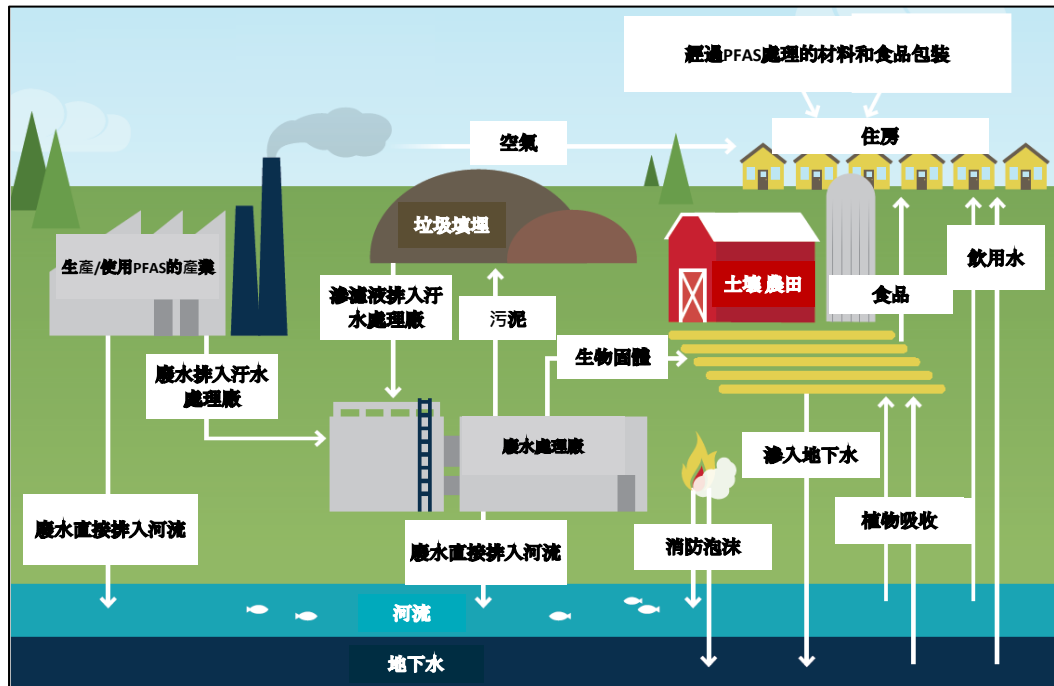 經過PFAS處理的材料和食品包裝
空氣
住房
垃圾填埋
生產/使用PFAS的產業
滲滤液排入汙
水處理廠
污泥
土壤 農田
食品
飲用水
廢水排入汙水
處理廠
生物固體
廢水處理廠
滲入地下水
廢水直接排入河流
廢水直接排入河流
消防泡沫
植物吸收
河流
地下水